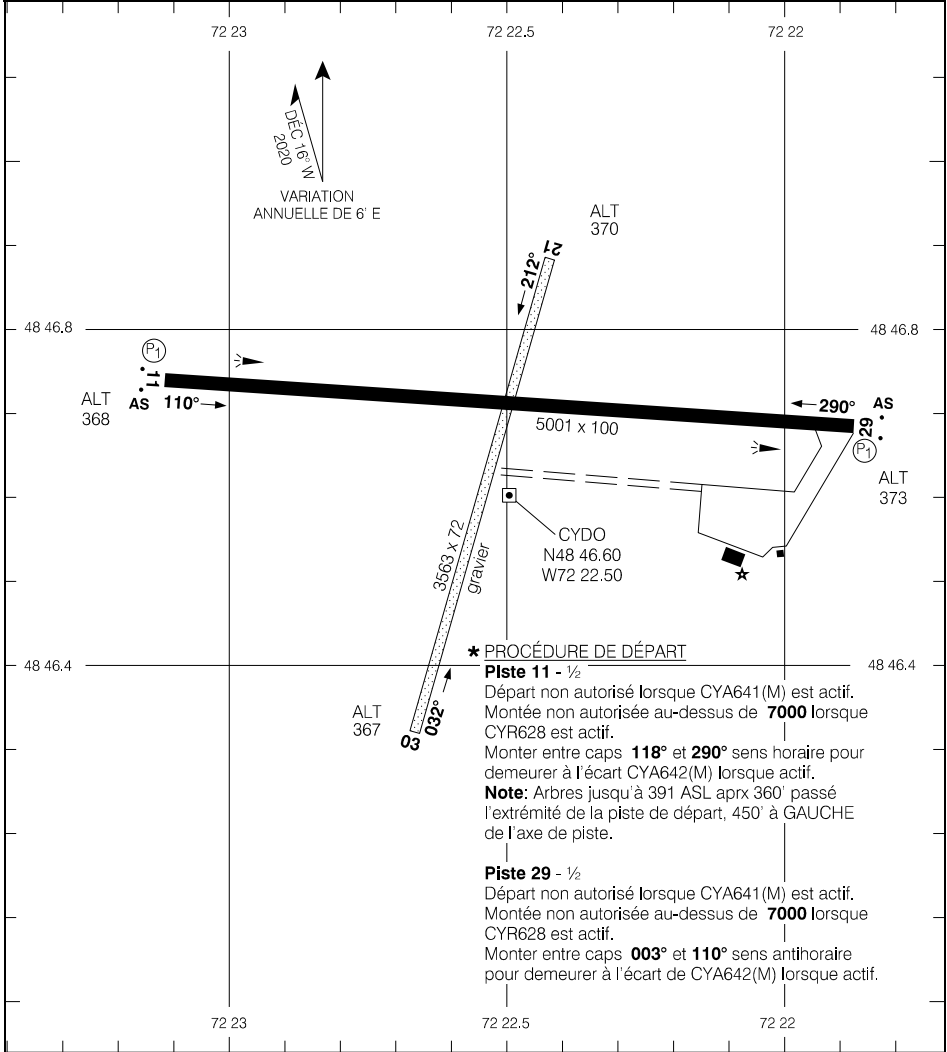 72 23
72 22.5
72 22
DÉC 16° W
2020
VARIATION
ANNUELLE DE 6' E
ALT
370
21
212°
48 46.8
48 46.8
P1
11
AS
110°
ALT
368
290°
AS
29
P1
5001 x 100
ALT
373
3563 x 72
gravier
CYDO
N48 46.60
W72 22.50
48 46.4
48 46.4
ALT
367
03
032°
* PROCÉDURE DE DÉPART
Piste 11 - ½
Départ non autorisé lorsque CYA641(M) est actif.
Montée non autorisée au-dessus de 7000 lorsque
CYR628 est actif.
Monter entre caps 118° et 290° sens horaire pour
demeurer à l'écart CYA642(M) lorsque actif.
Note: Arbres jusqu'à 391 ASL aprx 360' passé
l'extrémité de la piste de départ, 450' à GAUCHE
de l'axe de piste.
Piste 29 - ½
Départ non autorisé lorsque CYA641(M) est actif.
Montée non autorisée au-dessus de 7000 lorsque
CYR628 est actif.
Monter entre caps 003° et 110° sens antihoraire
pour demeurer à l'écart de CYA642(M) lorsque actif.
72 23
72 22.5
72 22